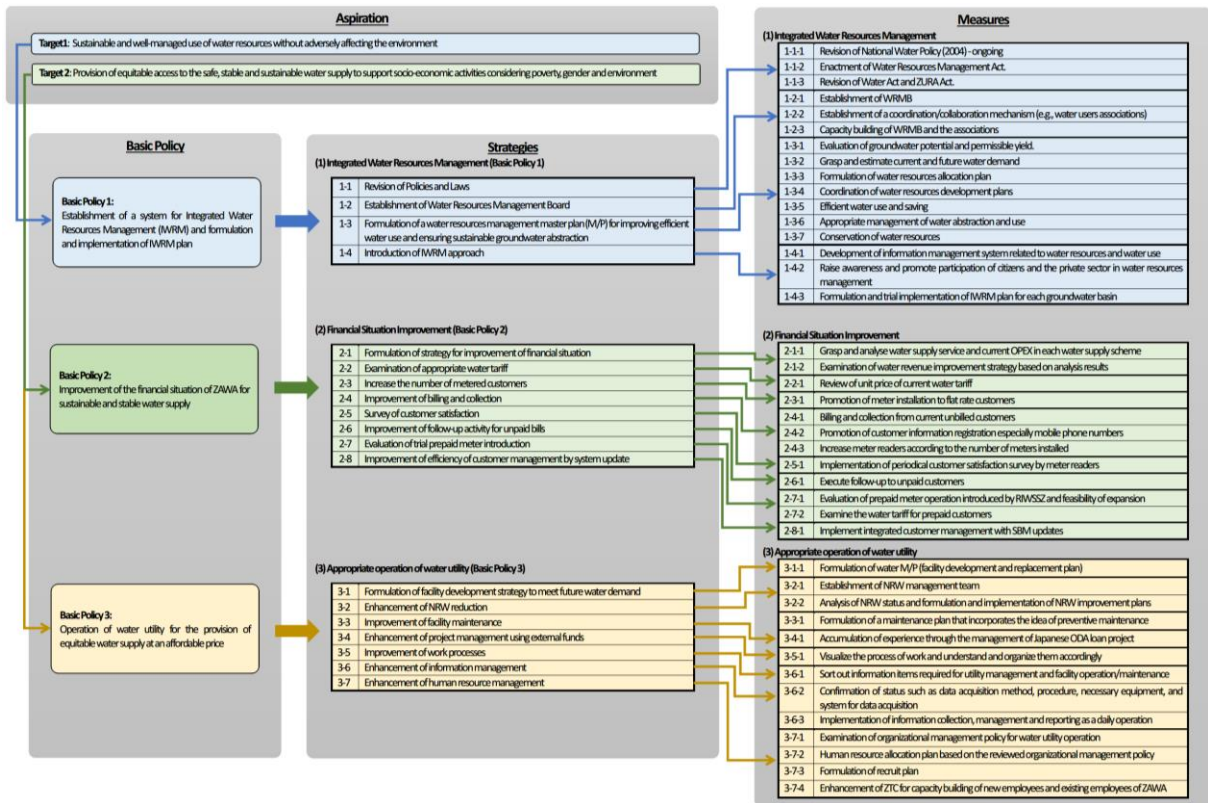 Aspiration
Target1: Sustainable and well-managed use of water resources without adversely affecting the environment
Target 2: Provision of equitable access to the safe, stable and sustainable water supply to support socio-economic activities considering poverty, gender and environment
Basic Policy
Basic Policy 1:
Establishment of a system for Integrated Water
Resources Management (IWRM) and formulation
and implementation of IWRM plan
Basic Policy 2:
Improvement of the financial situation of ZAWA for
sustainable and stable water supply
Basic Policy 3:
Operation of water utility for the provision of
equitable water supply at an affordable price
Strategies
(1) Integrated Water Resources Management (Basic Policy 1)
1-1 Revision of Policies and Laws
1-2 Establishment of Water Resources Management Board
1-3 Formulation of a water resources management master plan (M/P) for improving efficient
water use and ensuring sustainable groundwater abstraction
1-4 Introduction of IWRM approach
(2) Financial Situation Improvement (Basic Policy 2)
2-1 Formulation of strategy for improvement of financial situation
2-2 Examination of appropriate water tariff
2-3 Increase the number of metered customers
2-4 Improvement of billing and collection
2-5 Survey of customer satisfaction
2-6 Improvement of follow-up activity for unpaid bills
2-7 Evaluation of trial prepaid meter introduction
2-8 Improvement of efficiency of customer management by system update
(3) Appropriate operation of water utility (Basic Policy 3)
3-1 Formulation of facility development strategy to meet future water demand
3-2 Enhancement of NRW reduction
3-3 Improvement of facility maintenance
3-4 Enhancement of project management using external funds
3-5 Improvement of work processes
3-6 Enhancement of information management
3-7 Enhancement of human resource management
Measures
(1) Integrated Water Resources Management
1-1-1 Revision of National Water Policy (2004) - ongoing
1-1-2 Enactment of Water Resources Management Act.
1-1-3 Revision of Water Act and ZURA Act.
1-2-1 Establishment of WRMB
1-2-2 Establishment of a coordination/collaboration mechanism (e.g., water users associations)
1-2-3 Capacity building of WRMB and the associations
1-3-1 Evaluation of groundwater potential and permissible yield.
1-3-2 Grasp and estimate current and future water demand
1-3-3 Formulation of water resources allocation plan
1-3-4 Coordination of water resources development plans
1-3-5 Efficient water use and saving
1-3-6 Appropriate management of water abstraction and use
1-3-7 Conservation of water resources
1-4-1 Development of information management system related to water resources and water use
1-4-2 Raise awareness and promote participation of citizens and the private sector in water resources
management
1-4-3 Formulation and trial implementation of IWRM plan for each groundwater basin
(2) Financial Situation Improvement
2-1-1 Grasp and analyse water supply service and current OPEX in each water supply scheme
2-1-2 Examination of water revenue improvement strategy based on analysis results
2-2-1 Review of unit price of current water tariff
2-3-1 Promotion of meter installation to flat rate customers
2-4-1 Billing and collection from current unbilled customers
2-4-2 Promotion of customer information registration especially mobile phone numbers
2-4-3 Increase meter readers according to the number of meters installed
2-5-1 Implementation of periodical customer satisfaction survey by meter readers
2-6-1 Execute follow-up to unpaid customers
2-7-1 Evaluation of prepaid meter operation introduced by RIWSSZ and feasibility of expansion
2-7-2 Examine the water tariff for prepaid customers
2-8-1 Implement integrated customer management with SBM updates
(3) Appropriate operation of water utility
3-1-1 Formulation of water M/P (facility development and replacement plan)
3-2-1 Establishment of NRW management team
3-2-2 Analysis of NRW status and formulation and implementation of NRW improvement plans
3-3-1 Formulation of a maintenance plan that incorporates the idea of preventive maintenance
3-4-1 Accumulation of experience through the management of Japanese ODA loan project
3-5-1 Visualize the process of work and understand and organize them accordingly
3-6-1 Sort out information items required for utility management and facility operation/maintenance
3-6-2 Confirmation of status such as data acquisition method, procedure, necessary equipment, and
system for data acquisition
3-6-3 Implementation of information collection, management and reporting as a daily operation
3-7-1 Examination of organizational management policy for water utility operation
3-7-2 Human resource allocation plan based on the reviewed organizational management policy
3-7-3 Formulation of recruit plan
3-7-4 Enhancement of ZTC for capacity building of new employees and existing employees of ZAWA